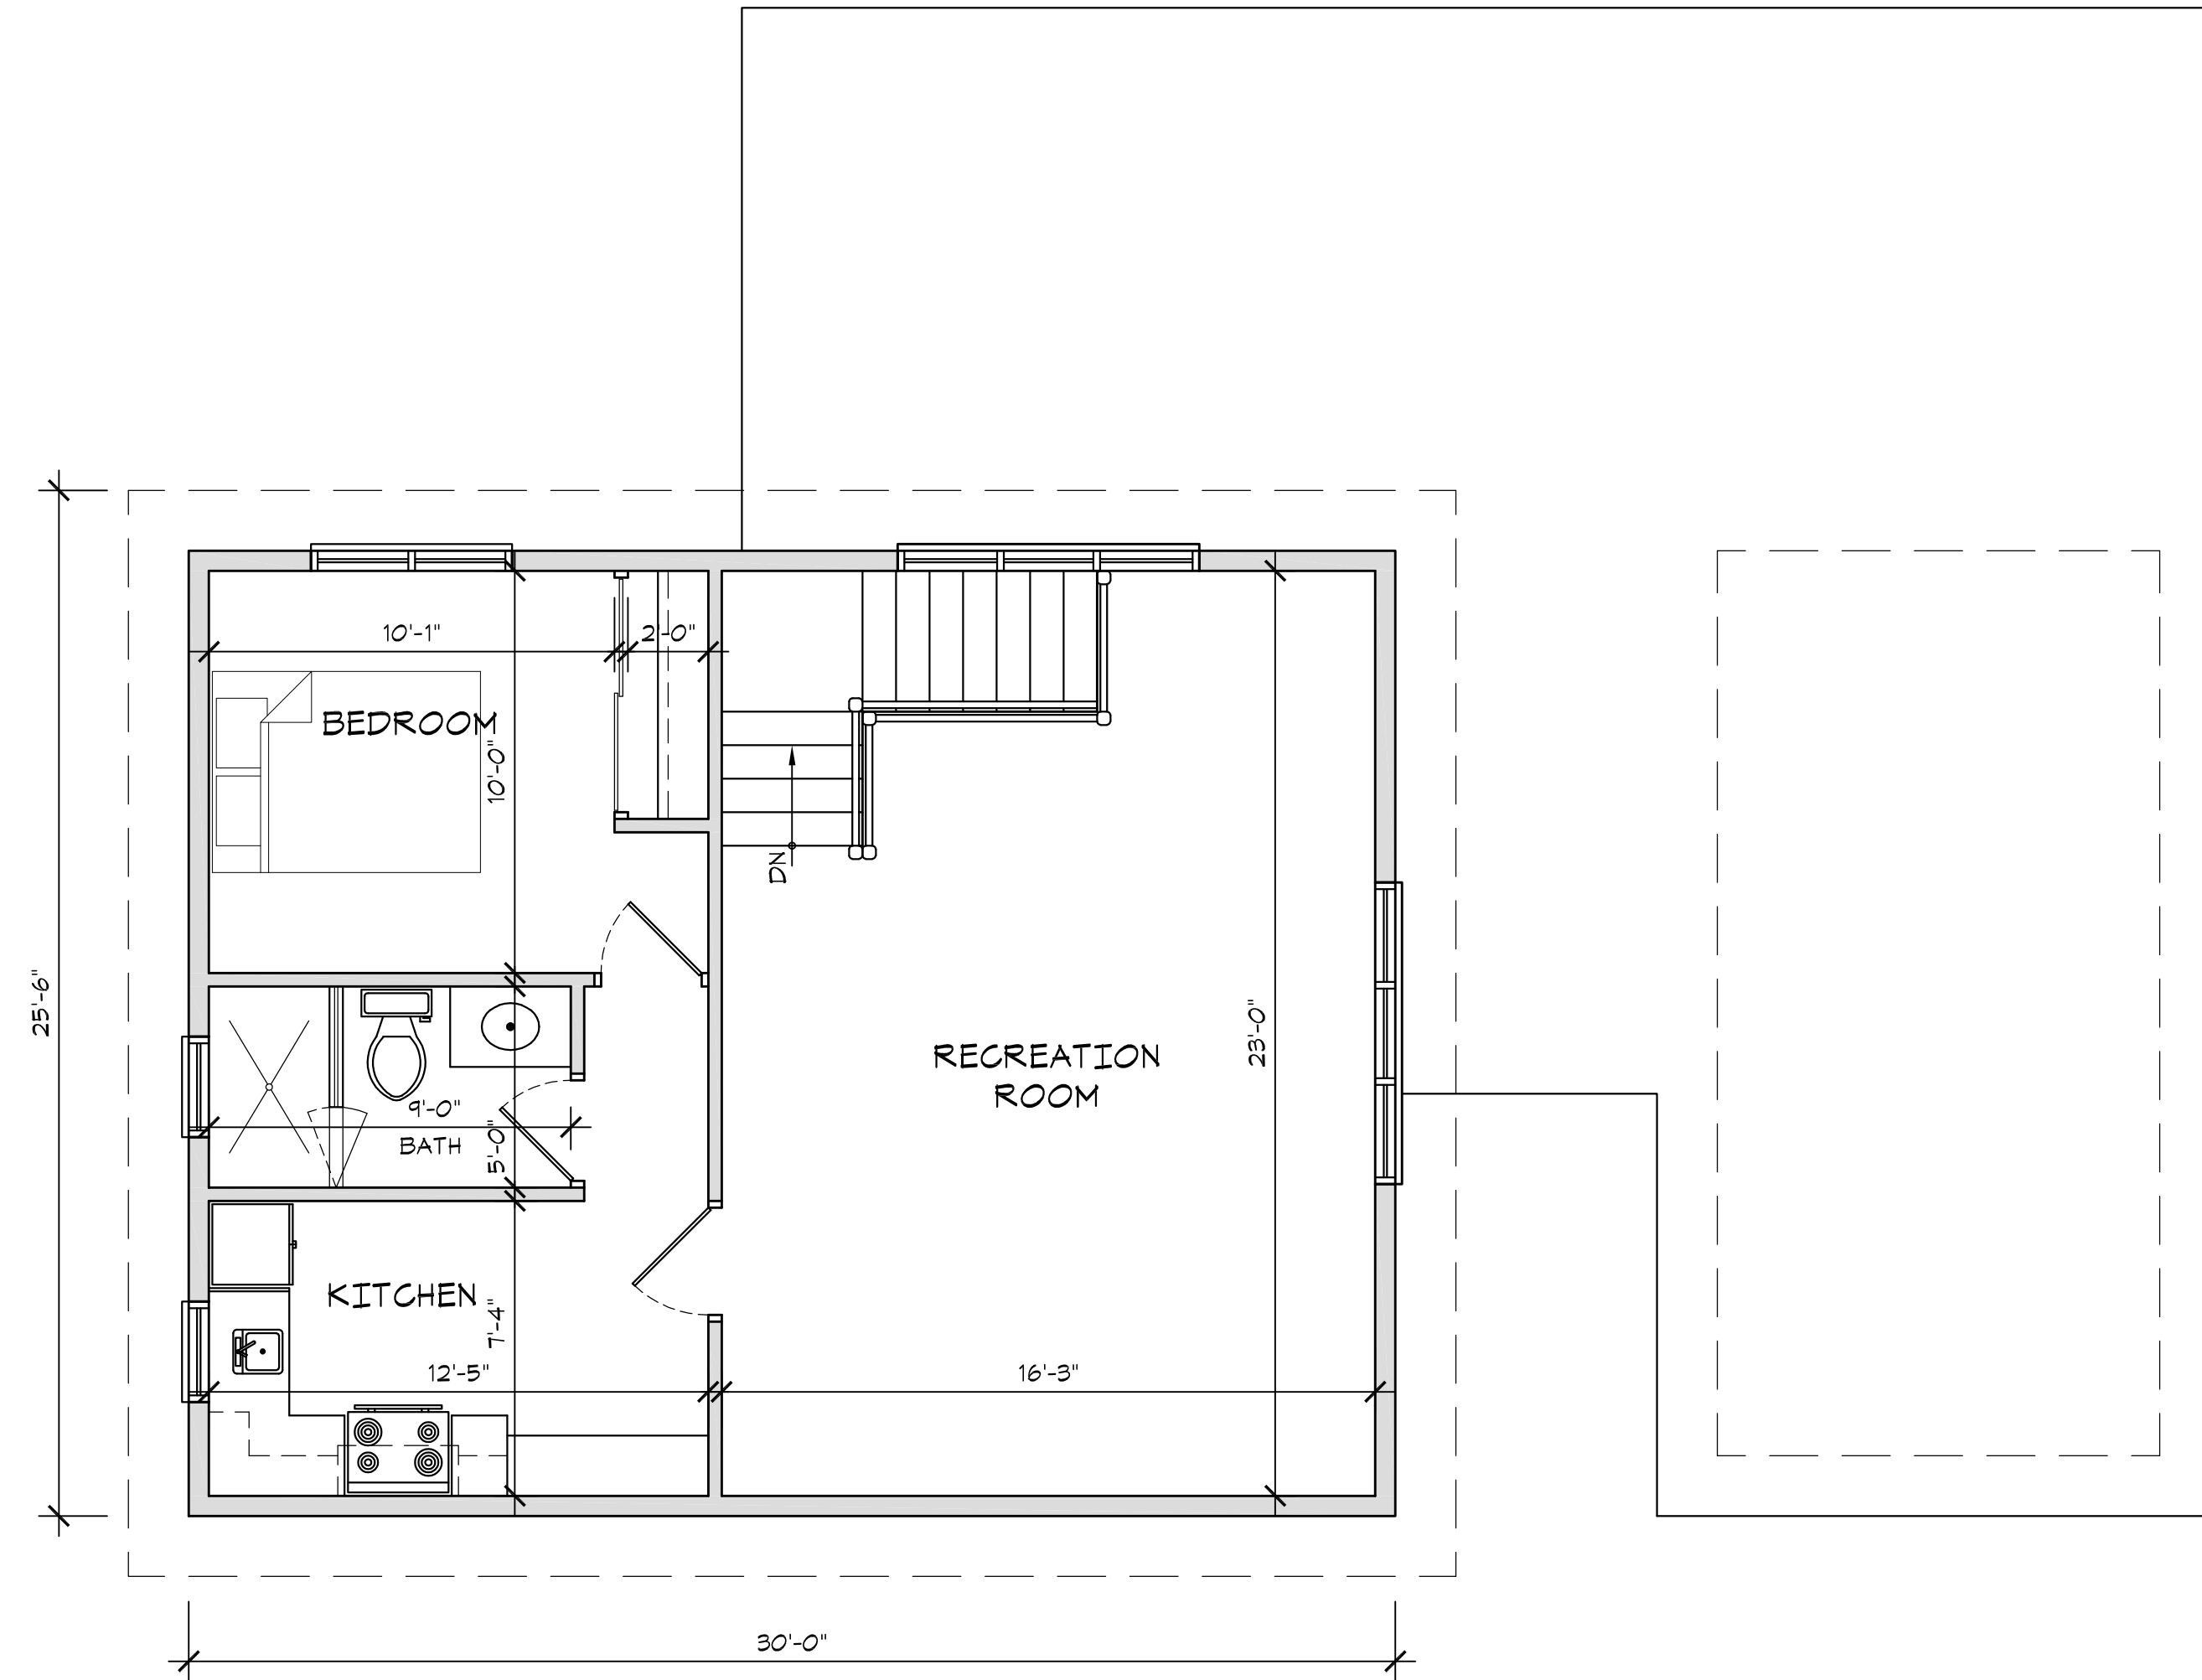 10'-1"
2'-0"
BEDROOM
10'-0"
DN
25'-6"
RECREATION
ROOM
23'-0"
9'-0"
BATH
5'-0"
KITCHEN
7'-4"
12'-5"
16'-3"
30'-0"